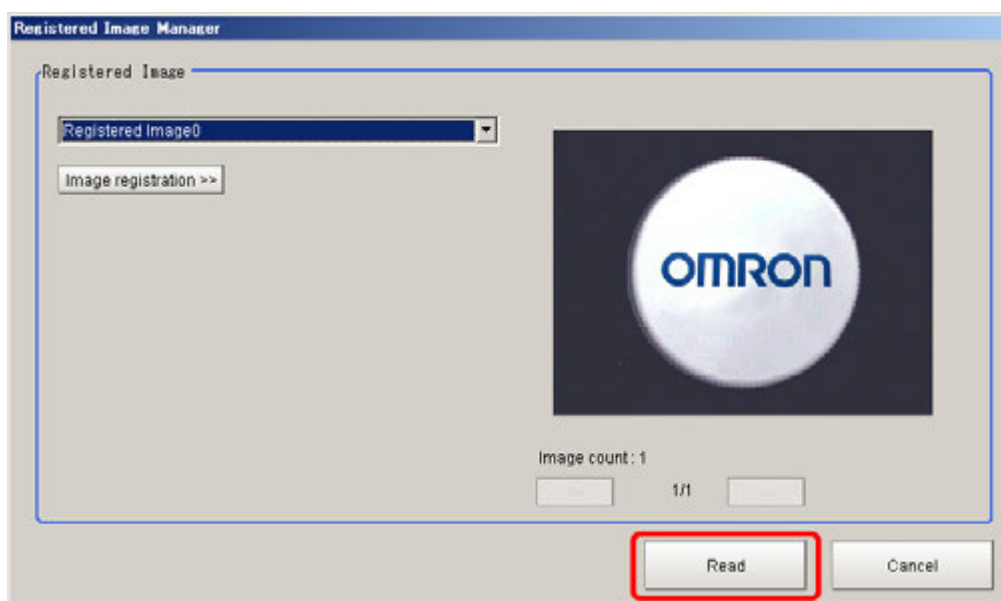 Registered Image Manager
Registered Image
Registered Image0
Image registration >>
OMRON
Image count : 1
1/1
Read
Cancel